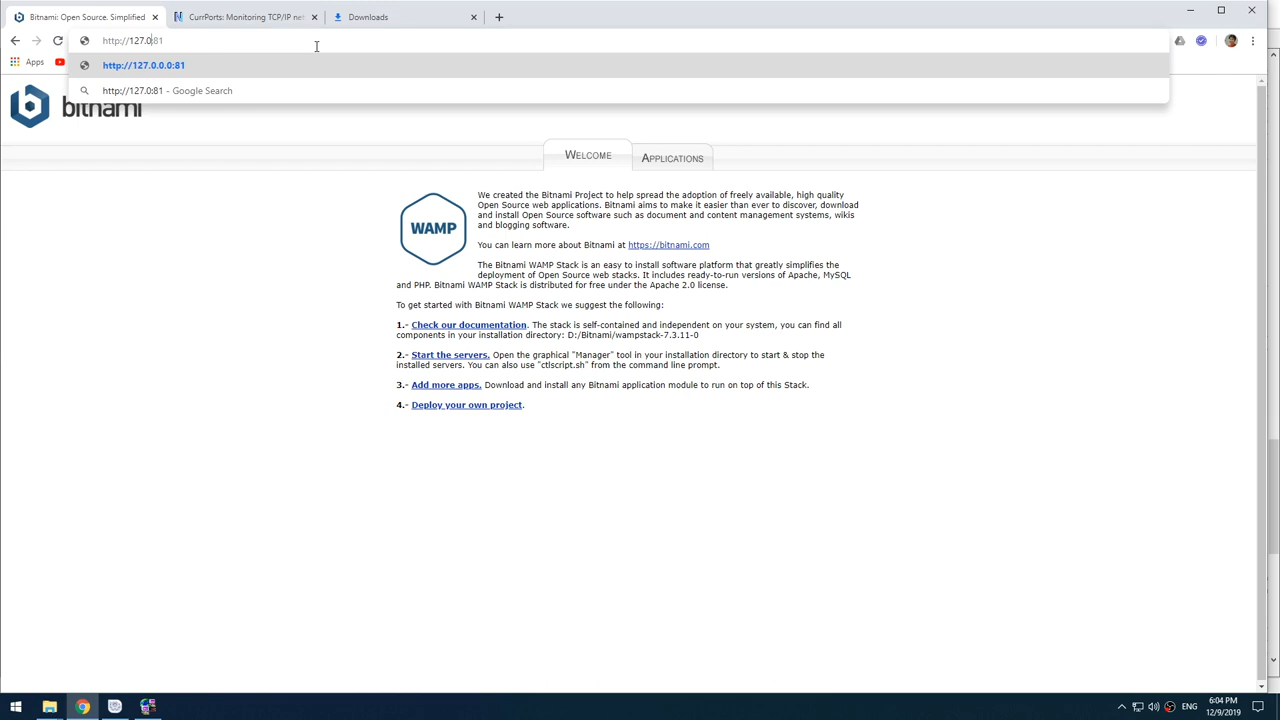 Bitnami: Open Source. Simplified
CurrPorts: Monitoring TCP/IP net
Downloads
http://127.0:81
Apps
http://127.0.0.0:81
http://127.0:81 - Google Search
bitnami
Welcome
Applications
WAMP
We created the Bitnami Project to help spread the adoption of freely available, high quality
Open Source web applications. Bitnami aims to make it easier than ever to discover, download
and install Open Source software such as document and content management systems, wikis
and blogging software.
You can learn more about Bitnami at https://bitnami.com
The Bitnami WAMP Stack is an easy to install software platform that greatly simplifies the
deployment of Open Source web stacks. It includes ready-to-run versions of Apache, MySQL
and PHP. Bitnami WAMP Stack is distributed for free under the Apache 2.0 license.
To get started with Bitnami WAMP Stack we suggest the following:
1.- Check our documentation. The stack is self-contained and independent on your system, you can find all
components in your installation directory: D:/Bitnami/wampstack-7.3.11-0
2.- Start the servers. Open the graphical "Manager" tool in your installation directory to start & stop the
installed servers. You can also use "ctlscript.sh" from the command line prompt.
3.- Add more apps. Download and install any Bitnami application module to run on top of this Stack.
4.- Deploy your own project.
ENG
6:04 PM
12/9/2019